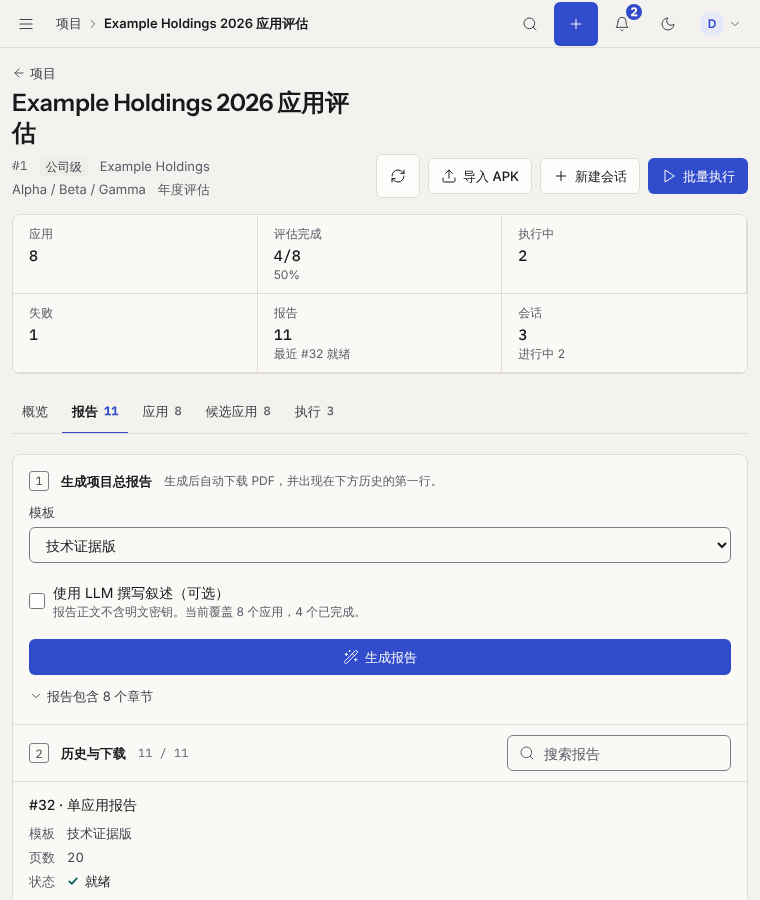 项目 > Example Holdings 2026 应用评估
2
D
← 项目
Example Holdings 2026 应用评
估
#1 公司级 Example Holdings
Alpha / Beta / Gamma 年度评估
导入 APK
新建会话
批量执行
应用
8
评估完成
4/8
50%
执行中
2
失败
1
报告
11
最近 #32 就绪
会话
3
进行中 2
概览 报告 11 应用 8 候选应用 8 执行 3
1 生成项目总报告 生成后自动下载 PDF，并出现在下方历史的第一行。
模板
技术证据版
使用 LLM 撰写叙述（可选）
报告正文不含明文密钥。当前覆盖 8 个应用，4 个已完成。
生成报告
报告包含 8 个章节
2 历史与下载 11 / 11 搜索报告
#32 · 单应用报告
模板 技术证据版
页数 20
状态 ✓ 就绪